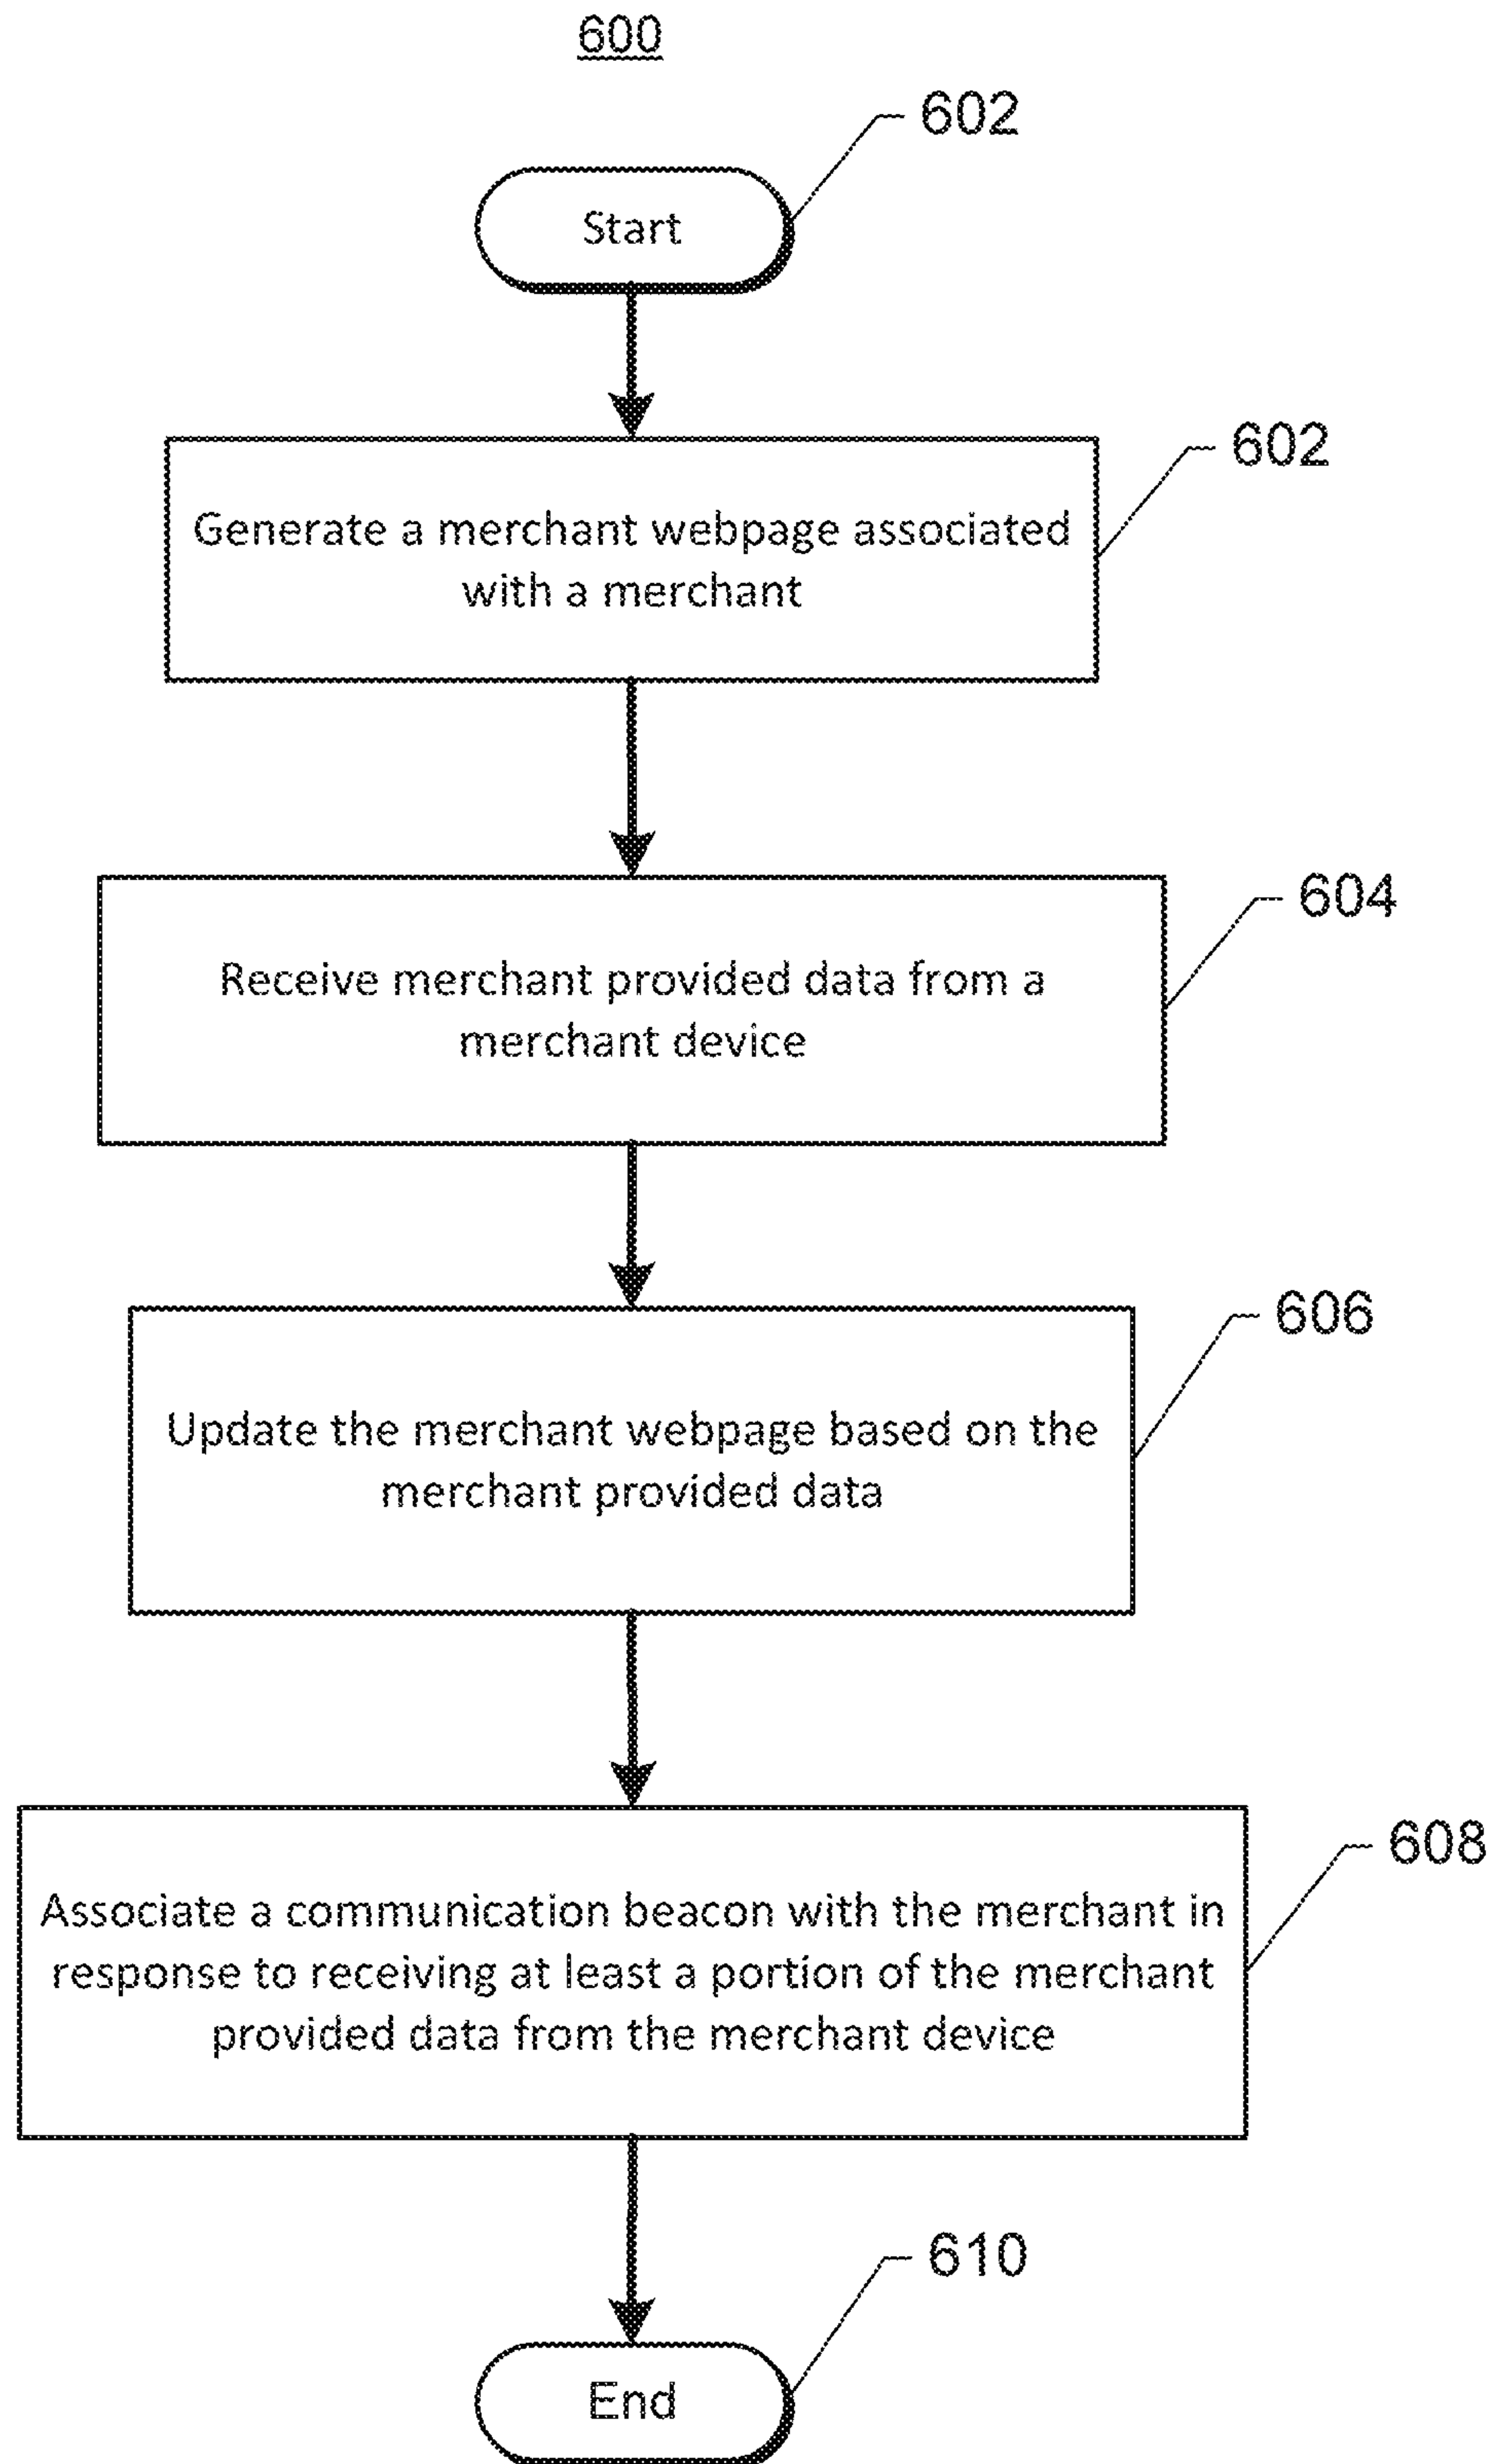 600
602
Start
602
Generate a merchant webpage associated
with a merchant
604
Receive merchant provided data from a
merchant device
606
Update the merchant webpage based on the
merchant provided data
608
Associate a communication beacon with the merchant in
response to receiving at least a portion of the merchant
provided data from the merchant device
610
End